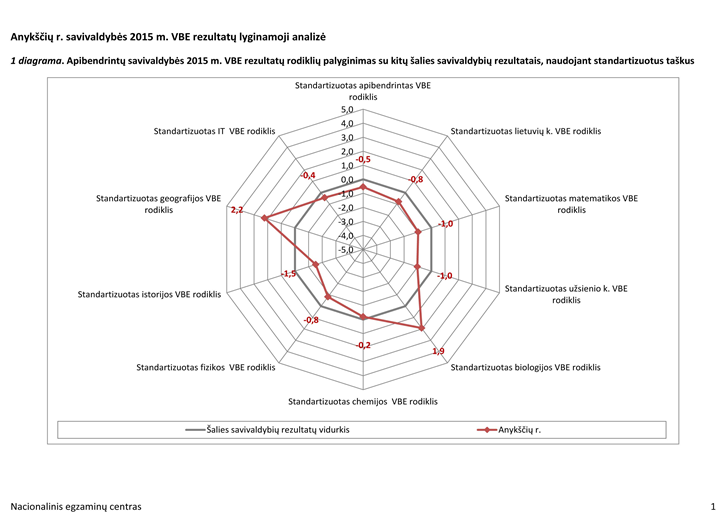 Anykščių r. savivaldybės 2015 m. VBE rezultatų lyginamoji analizė
1 diagrama. Apibendrintų savivaldybės 2015 m. VBE rezultatų rodiklių palyginimas su kitų šalies savivaldybių rezultatais, naudojant standartizuotus taškus
Standartizuotas apibendrintas VBE
rodiklis
Standartizuotas lietuvių k. VBE rodiklis
Standartizuotas matematikos VBE
rodiklis
Standartizuotas užsienio k. VBE
rodiklis
Standartizuotas biologijos VBE rodiklis
Standartizuotas chemijos VBE rodiklis
Standartizuotas fizikos VBE rodiklis
Standartizuotas istorijos VBE rodiklis
Standartizuotas geografijos VBE
rodiklis
Standartizuotas IT VBE rodiklis
5,0
4,0
3,0
2,0
1,0
0,0
-1,0
-2,0
-3,0
-4,0
-5,0
-0,5
-0,8
-1,0
-1,0
1,9
-0,2
-0,8
-1,5
2,2
-0,4
Šalies savivaldybių rezultatų vidurkis
Anykščių r.
Nacionalinis egzaminų centras
1